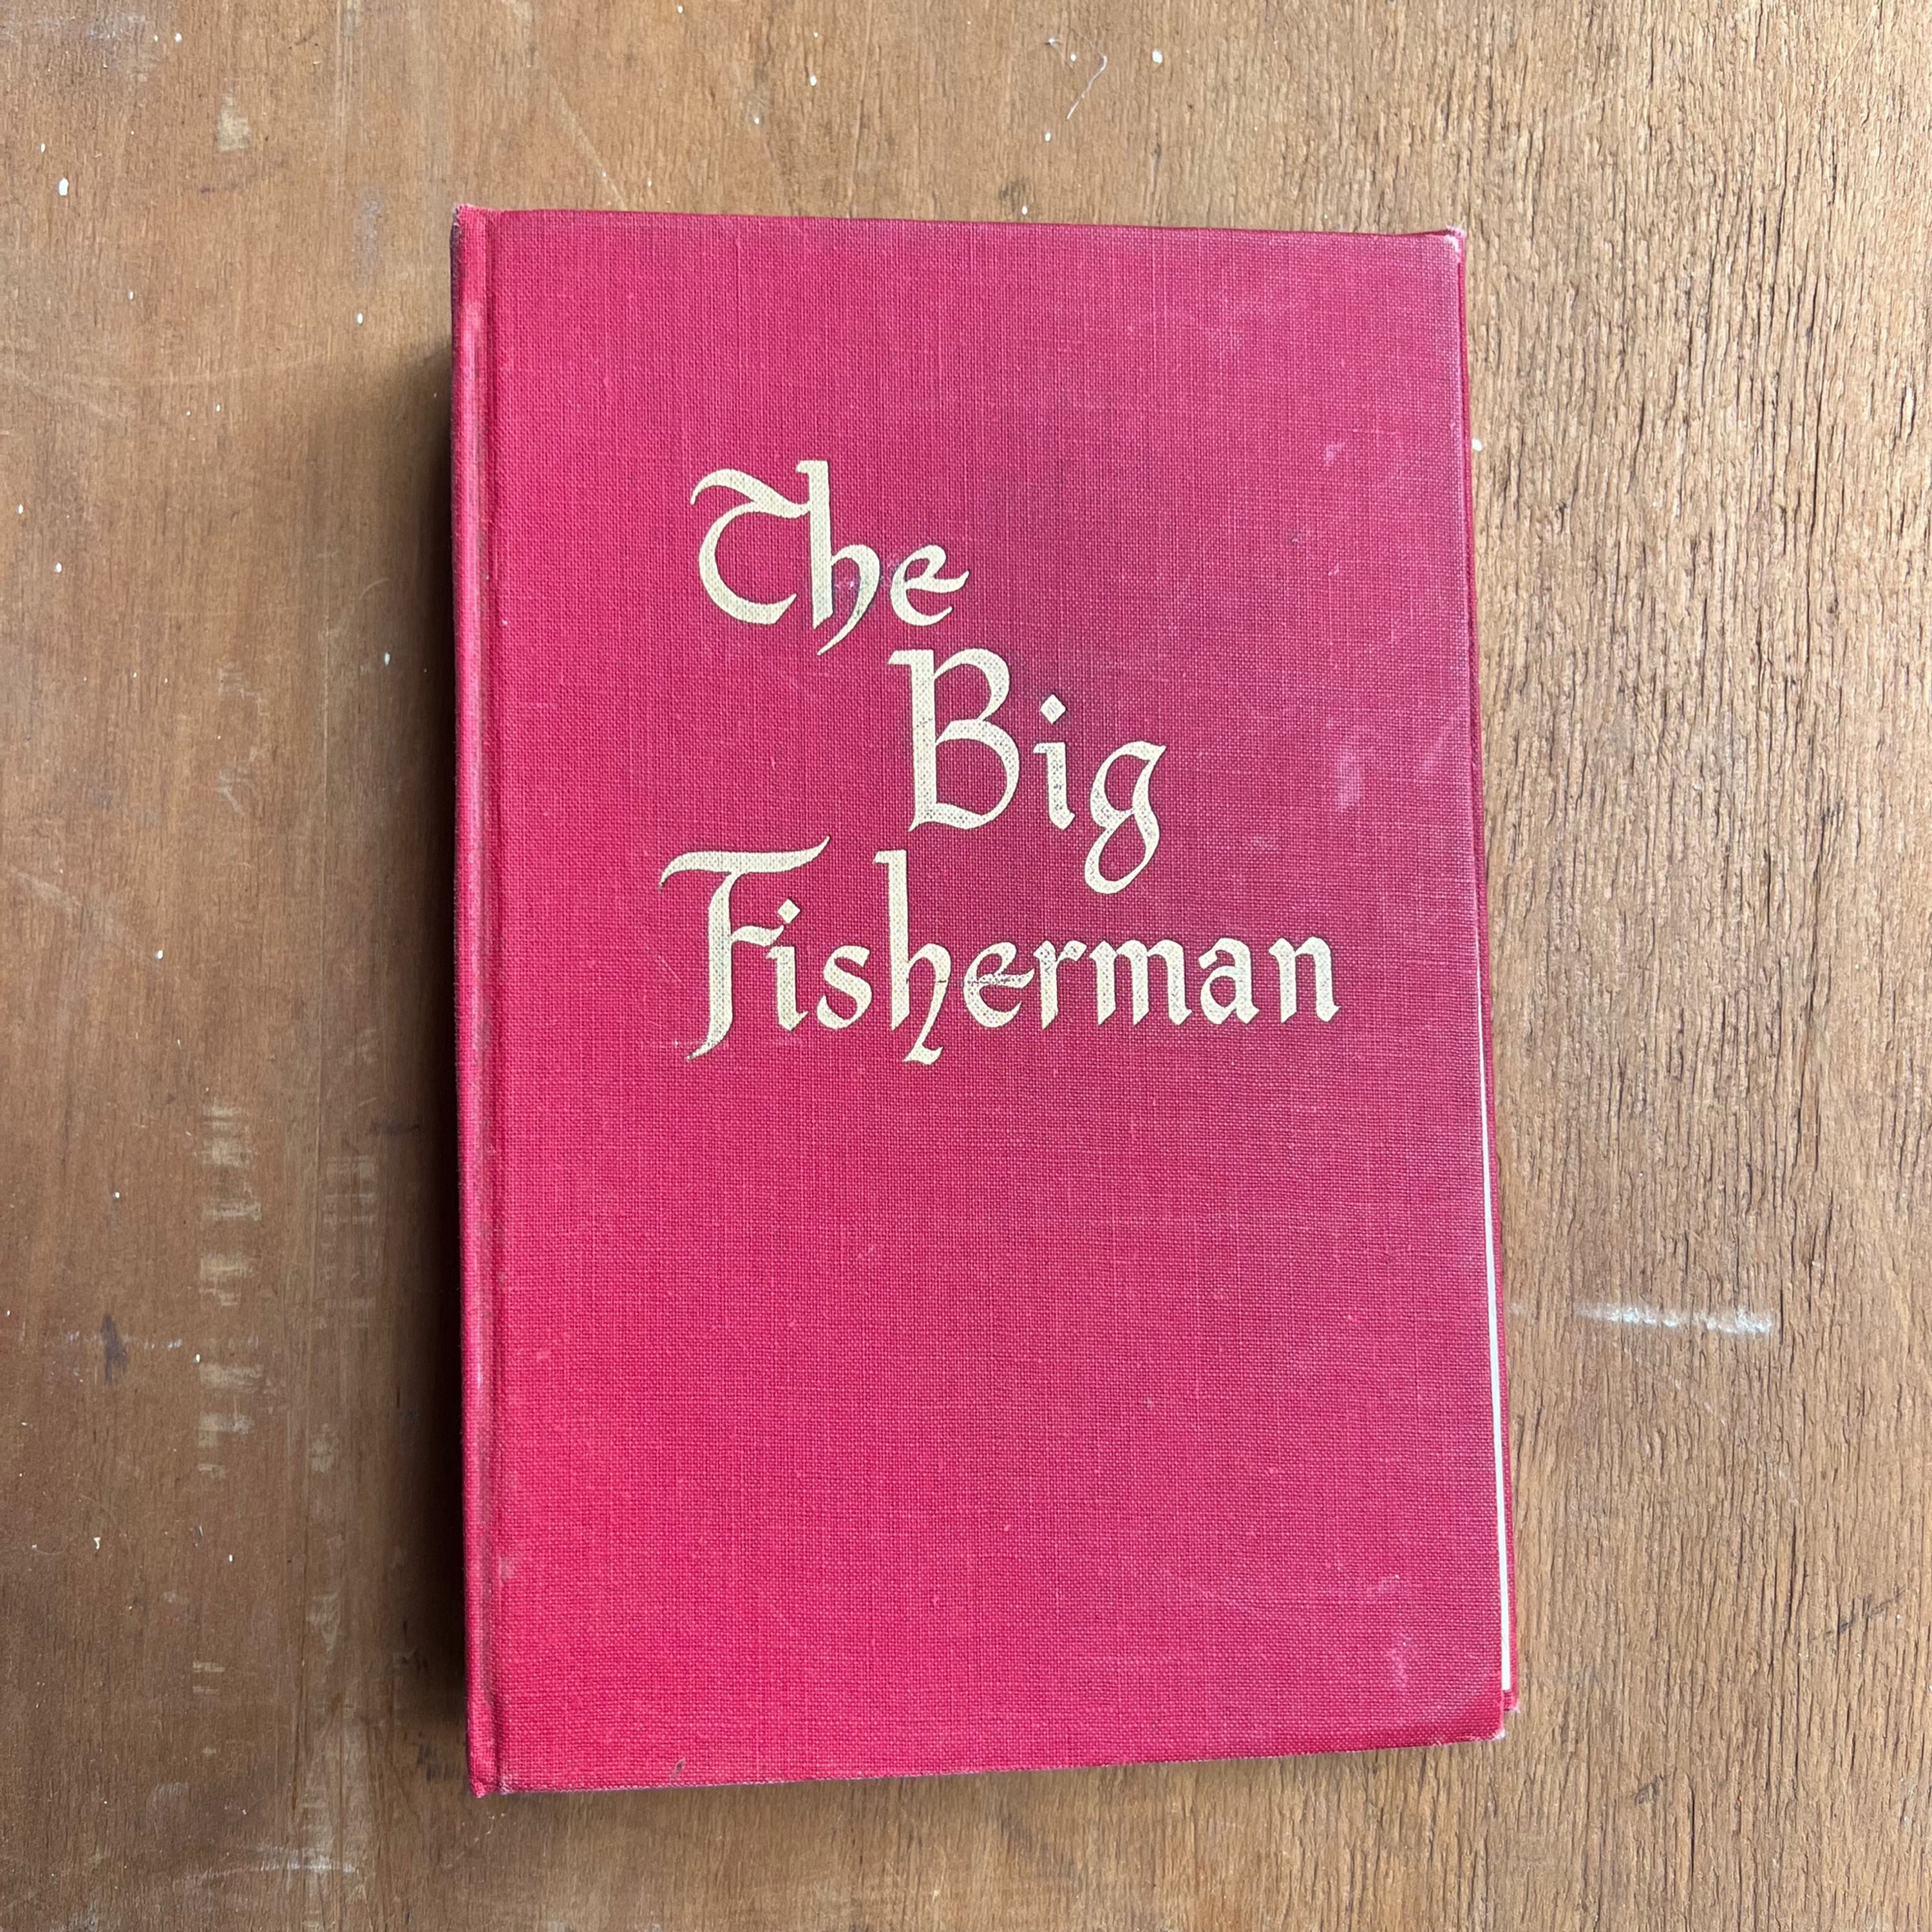 The
Big
Fisherman